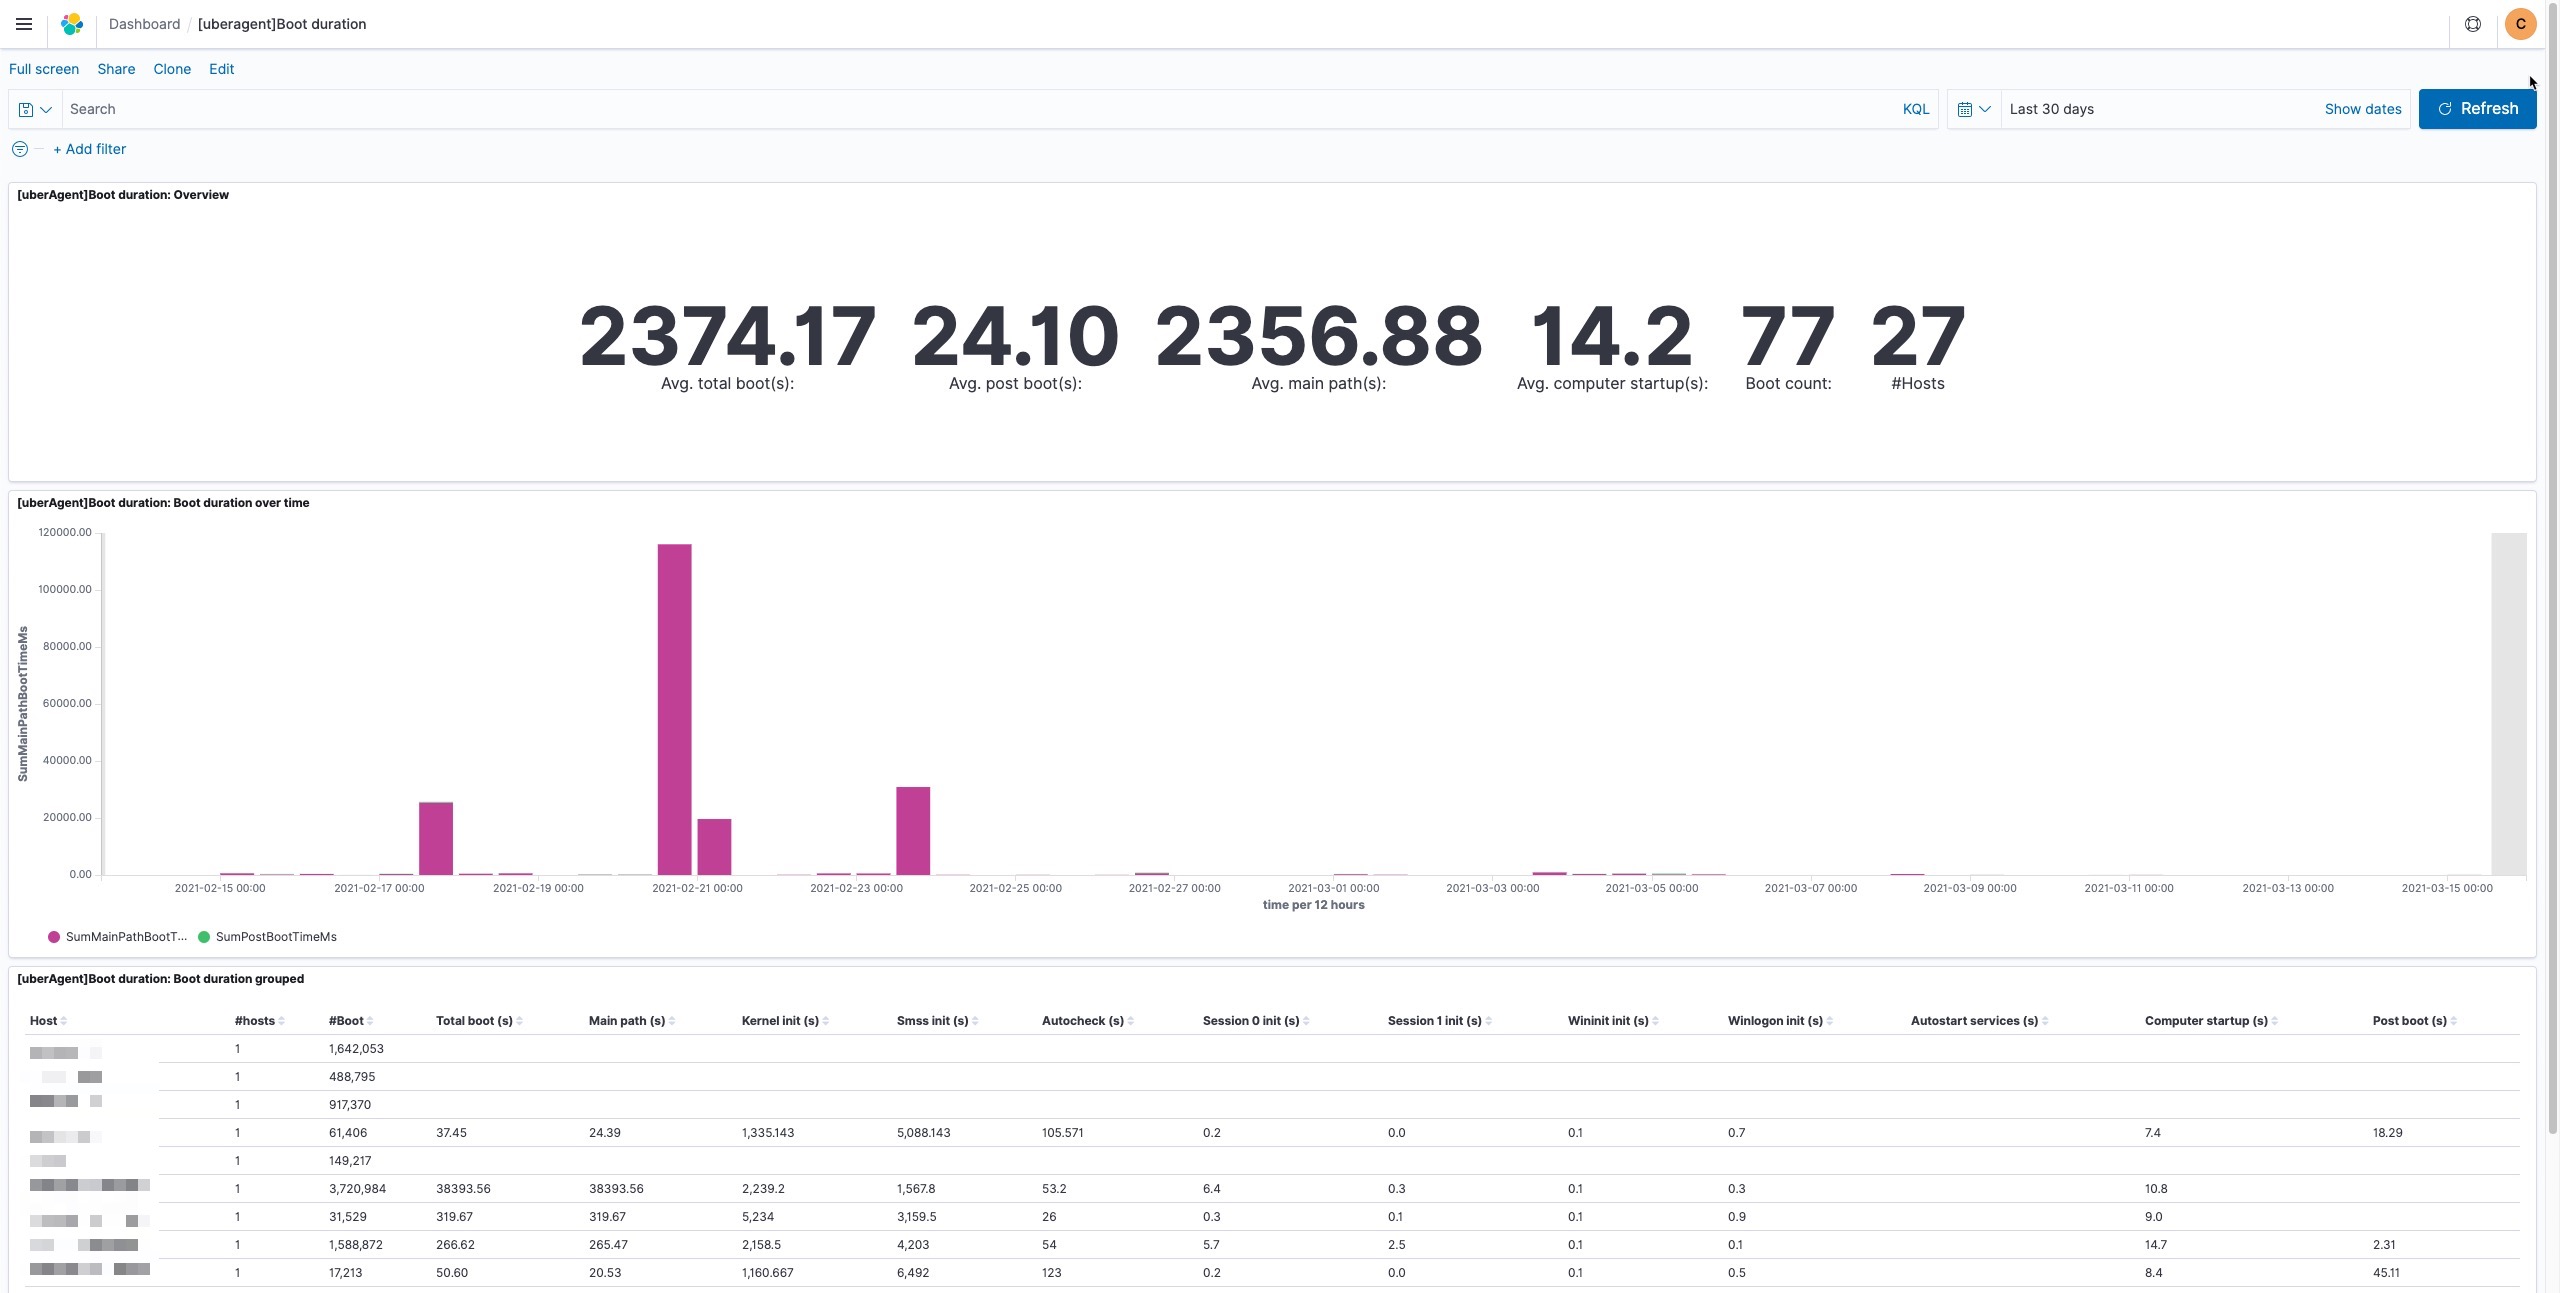 Dashboard / [uberagent]Boot duration
C
Full screen Share Clone Edit
Search KQL Last 30 days Show dates Refresh
+ Add filter
[uberAgent]Boot duration: Overview
2374.17 24.10 2356.88 14.2 77 27
Avg. total boot(s): Avg. post boot(s): Avg. main path(s): Avg. computer startup(s): Boot count: #Hosts
[uberAgent]Boot duration: Boot duration over time
120000.00
100000.00
80000.00
60000.00
40000.00
20000.00
0.00
SumMainPathBootTimeMs
2021-02-15 00:00 2021-02-17 00:00 2021-02-19 00:00 2021-02-21 00:00 2021-02-23 00:00 2021-02-25 00:00 2021-02-27 00:00 2021-03-01 00:00 2021-03-03 00:00 2021-03-05 00:00 2021-03-07 00:00 2021-03-09 00:00 2021-03-11 00:00 2021-03-13 00:00 2021-03-15 00:00
time per 12 hours
SumMainPathBootT... SumPostBootTimeMs
[uberAgent]Boot duration: Boot duration grouped
Host #hosts #Boot Total boot (s) Main path (s) Kernel init (s) Smss init (s) Autocheck (s) Session 0 init (s) Session 1 init (s) Wininit init (s) Winlogon init (s) Autostart services (s) Computer startup (s) Post boot (s)
1 1,642,053
1 488,795
1 917,370
1 61,406 37.45 24.39 1,335.143 5,088.143 105.571 0.2 0.0 0.1 0.7 7.4 18.29
1 149,217
1 3,720,984 38393.56 38393.56 2,239.2 1,567.8 53.2 6.4 0.3 0.1 0.3 10.8
1 31,529 319.67 319.67 5,234 3,159.5 26 0.3 0.1 0.1 0.9 9.0
1 1,588,872 266.62 265.47 2,158.5 4,203 54 5.7 2.5 0.1 0.1 14.7 2.31
1 17,213 50.60 20.53 1,160.667 6,492 123 0.2 0.0 0.1 0.5 8.4 45.11